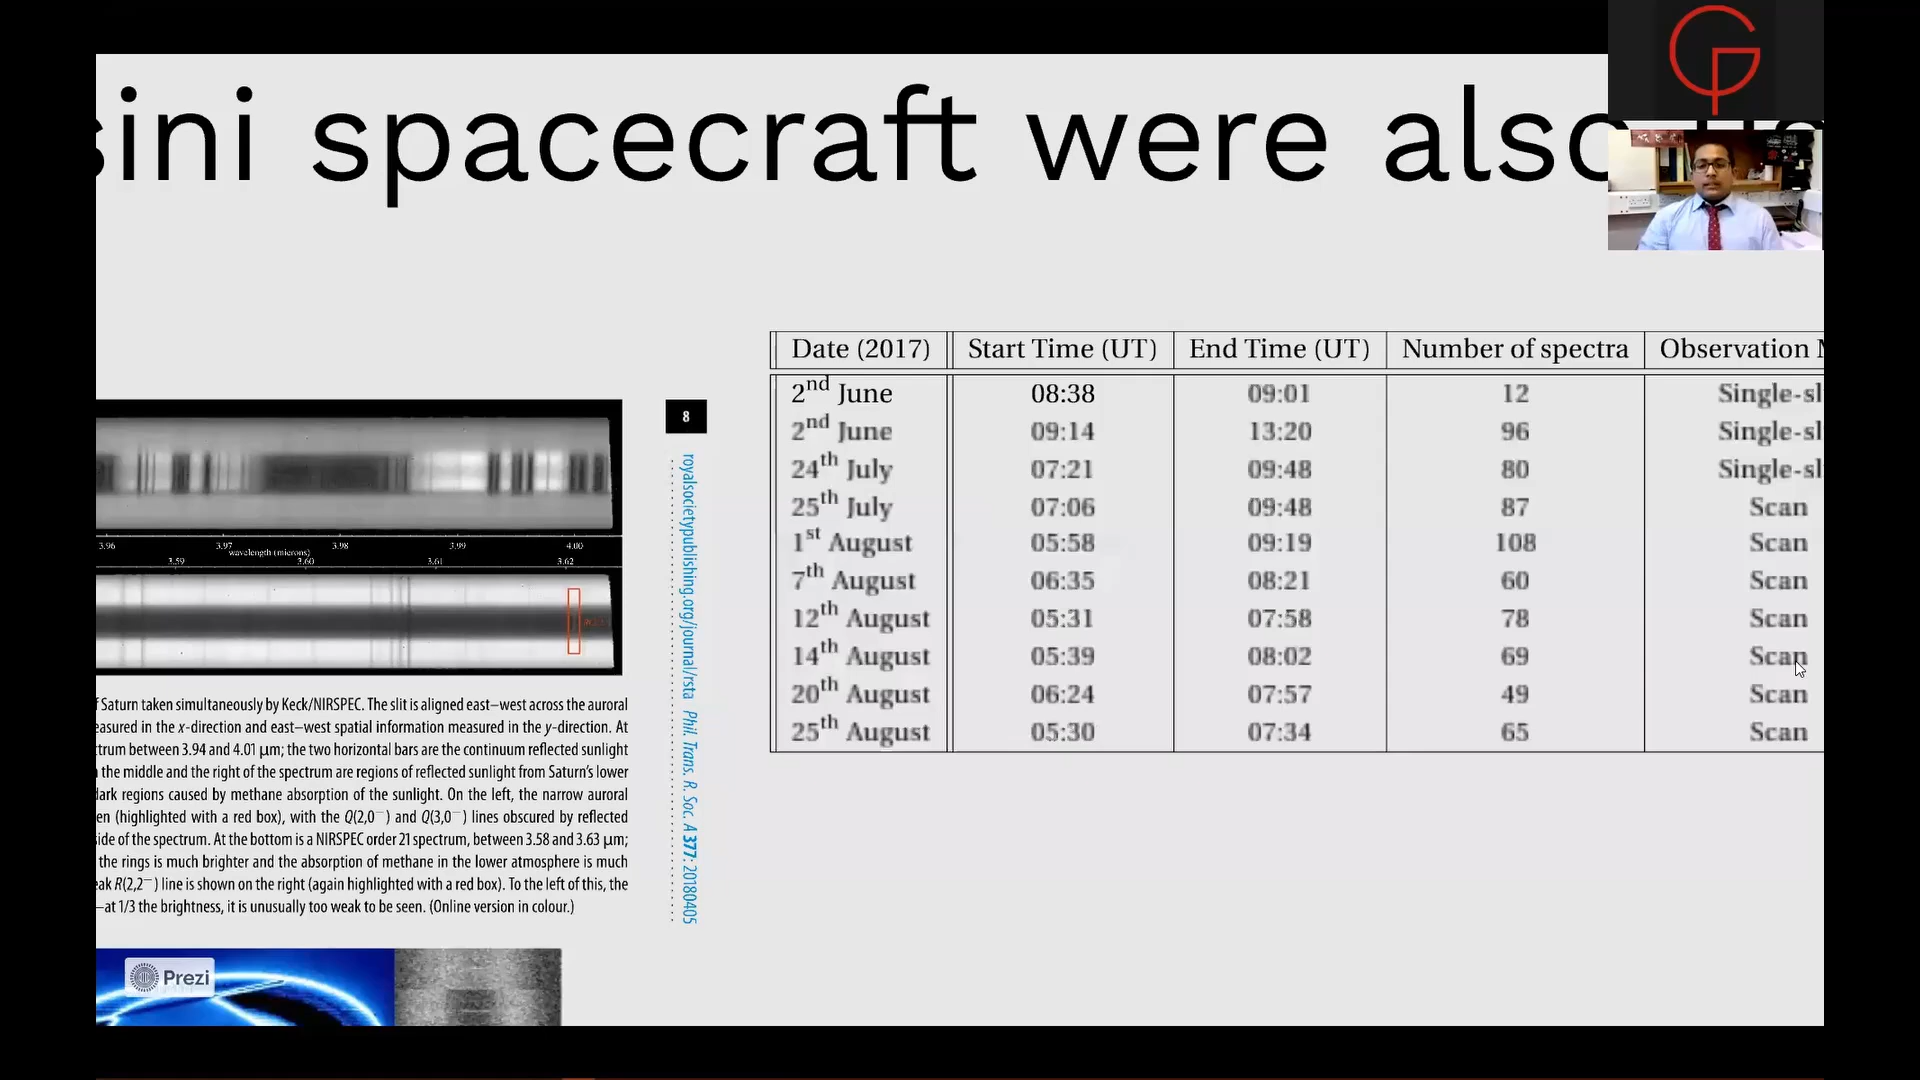 sini spacecraft were also
Date (2017) Start Time (UT) End Time (UT) Number of spectra Observation
2nd June 08:38 09:01 12 Single-sl
2nd June 09:14 13:20 96 Single-sl
24th July 07:21 09:48 80 Single-sl
25th July 07:06 09:48 87 Scan
1st August 05:58 09:19 108 Scan
7th August 06:35 08:21 60 Scan
12th August 05:31 07:58 78 Scan
14th August 05:39 08:02 69 Scan
20th August 06:24 07:57 49 Scan
25th August 05:30 07:34 65 Scan
8
royalsocietypublishing.org/journal/rsta Phil. Trans. R. Soc. A 377: 20180405
3.96 3.97 3.98 3.99 4.00
wavelength (microns)
3.59 3.60 3.61 3.62
f Saturn taken simultaneously by Keck/NIRSPEC. The slit is aligned east–west across the auroral
easured in the x-direction and east–west spatial information measured in the y-direction. At
ctrum between 3.94 and 4.01 μm; the two horizontal bars are the continuum reflected sunlight
the middle and the right of the spectrum are regions of reflected sunlight from Saturn's lower
dark regions caused by methane absorption of the sunlight. On the left, the narrow auroral
en (highlighted with a red box), with the Q(2,0⁻) and Q(3,0⁻) lines obscured by reflected
side of the spectrum. At the bottom is a NIRSPEC order 21 spectrum, between 3.58 and 3.63 μm;
the rings is much brighter and the absorption of methane in the lower atmosphere is much
eak R(2,2⁻) line is shown on the right (again highlighted with a red box). To the left of this, the
–at 1/3 the brightness, it is unusually too weak to be seen. (Online version in colour.)
Prezi